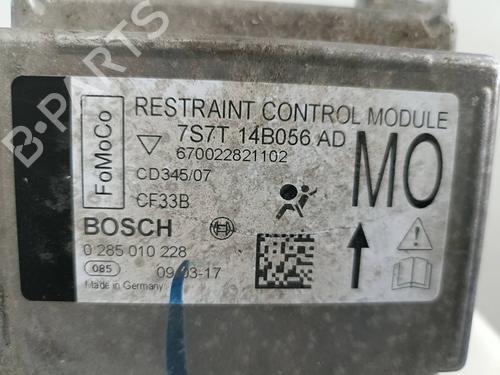 B-PARTS
FoMoCo
RESTRAINT CONTROL MODULE
7S7T 14B056 AD
670022821102
MO
CD345/07
CF33B
BOSCH
0 285 010 228
085
09-03-17
Made in Germany